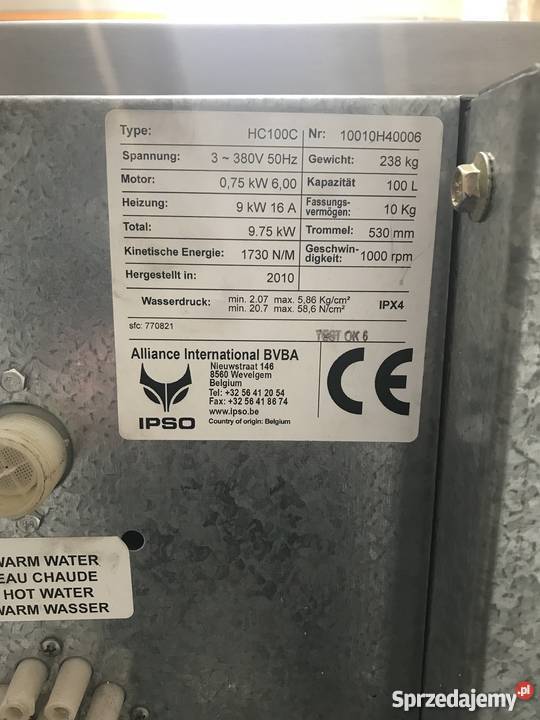 Type: HC100C Nr: 10010H40006
Spannung: 3 ~ 380V 50Hz Gewicht: 238 kg
Motor: 0,75 kW 6,00 Kapazität 100 L
Heizung: 9 kW 16 A Fassungs-vermögen: 10 Kg
Total: 9.75 kW Trommel: 530 mm
Kinetische Energie: 1730 N/M Geschwin-digkeit: 1000 rpm
Hergestellt in: 2010
Wasserdruck: min. 2.07 max. 5,86 Kg/cm²
min. 20.7 max. 58,6 N/cm²
IPX4
sfc: 770821
TEST OK 6
Alliance International BVBA
Nieuwstraat 146
8560 Wevelgem
Belgium
Tel: +32 56 41 20 54
Fax: +32 56 41 86 74
www.ipso.be
Country of origin: Belgium
IPSO
CE
WARM WATER
EAU CHAUDE
HOT WATER
WARM WASSER
Sprzedajemy.pl